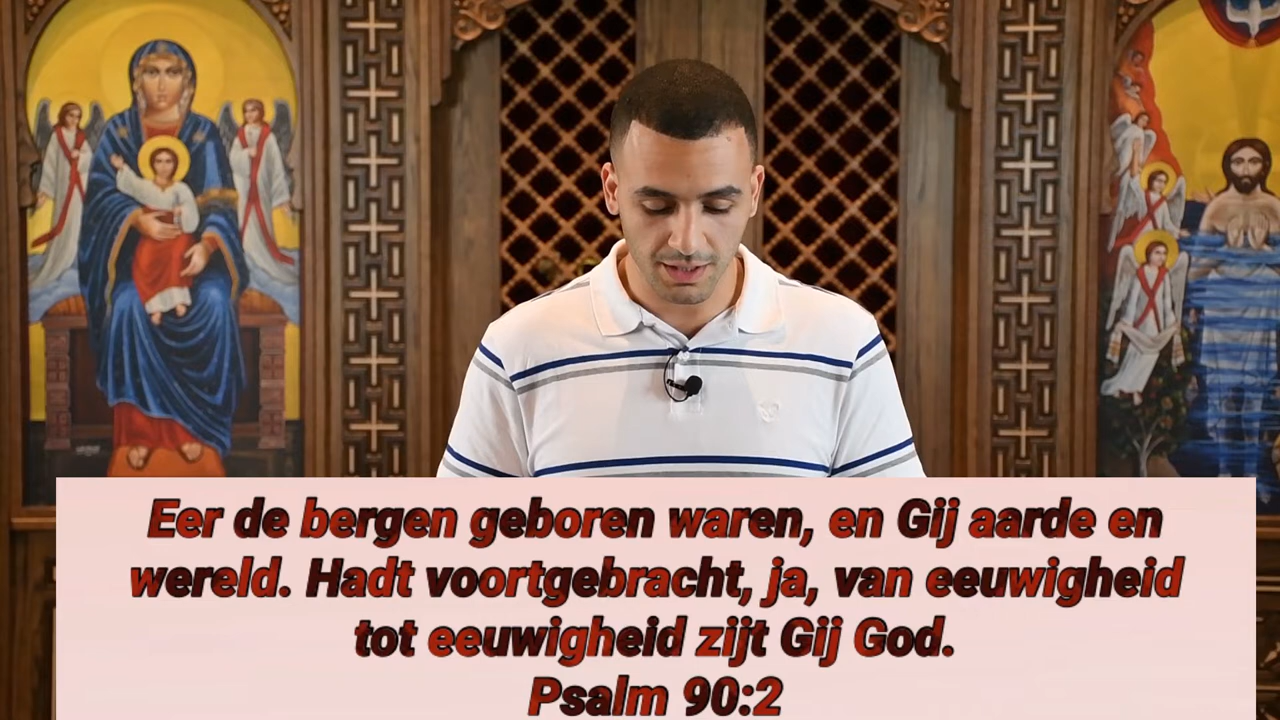 Eer de bergen geboren waren, en Gij aarde en
wereld. Hadt voortgebracht, ja, van eeuwigheid
tot eeuwigheid zijt Gij God.
Psalm 90:2